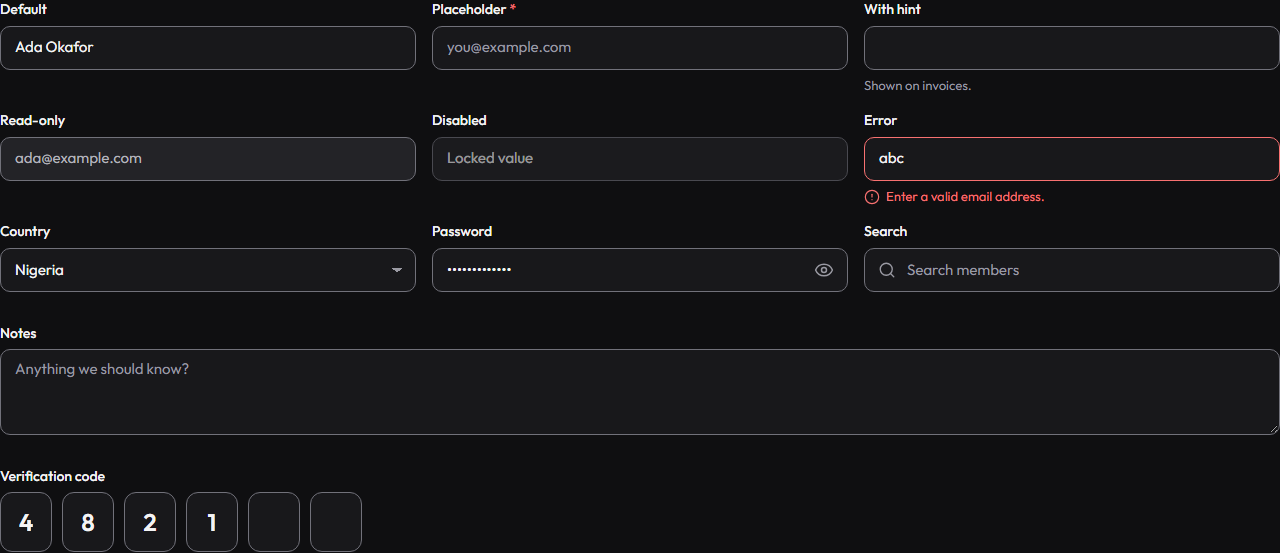 Default
Ada Okafor
Placeholder *
you@example.com
With hint
Shown on invoices.
Read-only
ada@example.com
Disabled
Locked value
Error
abc
Enter a valid email address.
Country
Nigeria
Password
•••••••••••••
Search
Search members
Notes
Anything we should know?
Verification code
4 8 2 1